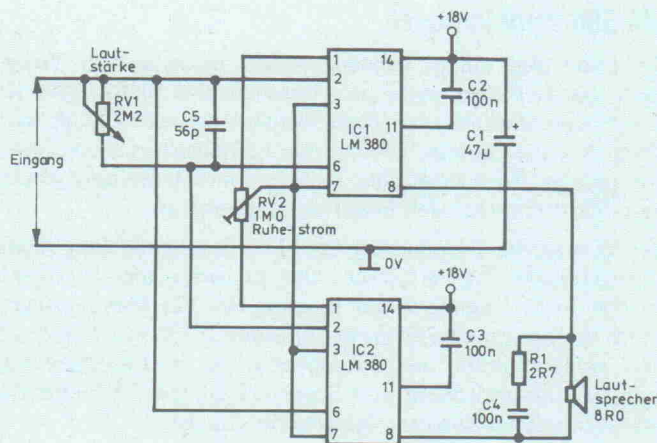 +18V
Laut-
stärke
RV1
2M2
C5
56p
Eingang
1
2
3
6
7
14
11
8
IC1
LM 380
C2
100n
C1
47µ
+
RV2
1M0
Ruhe-strom
0V
+18V
1
2
3
6
7
14
11
8
IC2
LM 380
C3
100n
R1
2R7
C4
100n
Laut-
sprecher
8R0